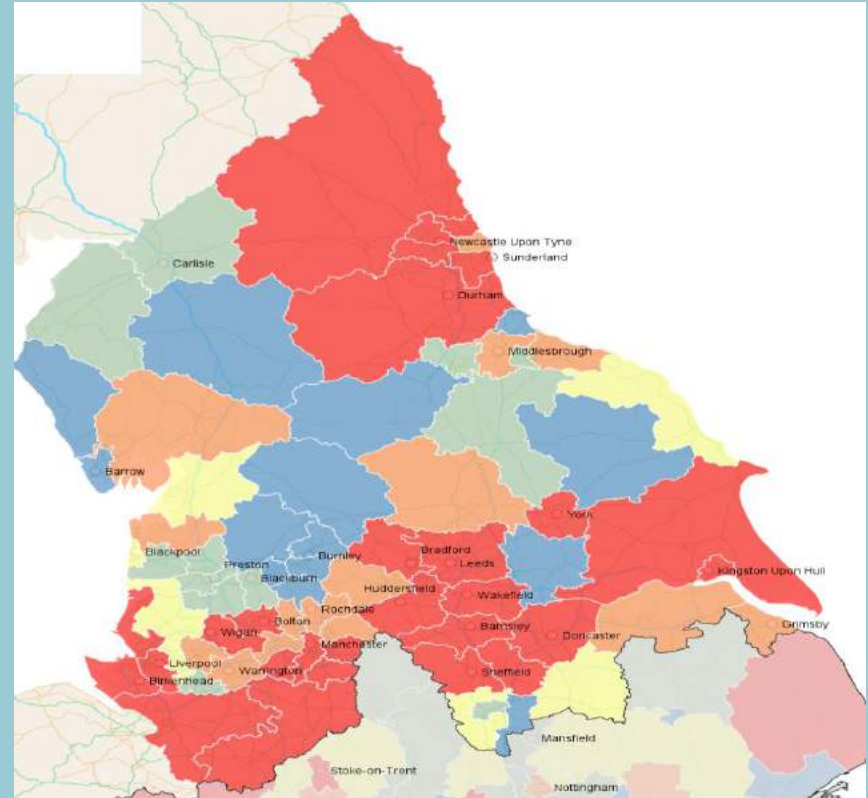 Newcastle Upon Tyne
Sunderland
Carlisle
Durham
Middlesbrough
Barrow
York
Blackpool
Preston
Burnley
Bradford
Leeds
Blackburn
Kingston Upon Hull
Huddersfield
Wakefield
Rochdale
Bolton
Wigan
Barnsley
Doncaster
Grimsby
Manchester
Liverpool
Warrington
Sheffield
Birkenhead
Mansfield
Stoke-on-Trent
Nottingham